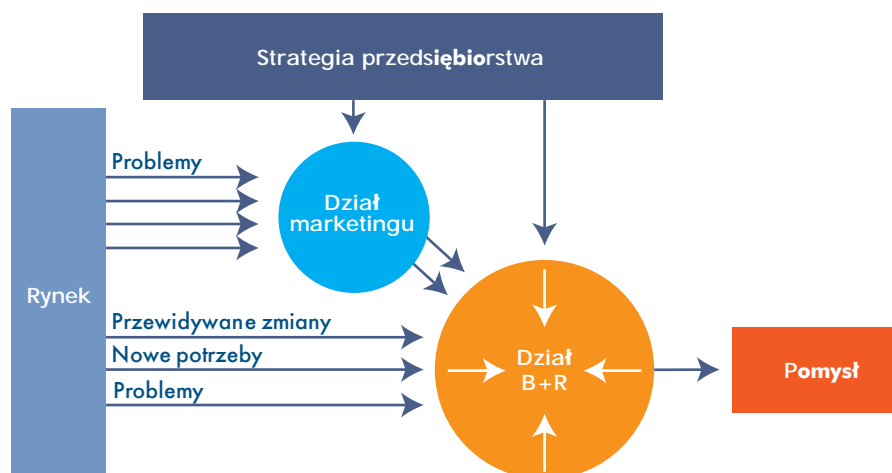 Strategia przedsiębiorstwa
Problemy
Dział
marketingu
Rynek
Przewidywane zmiany
Nowe potrzeby
Problemy
Dział
B+R
Pomysł